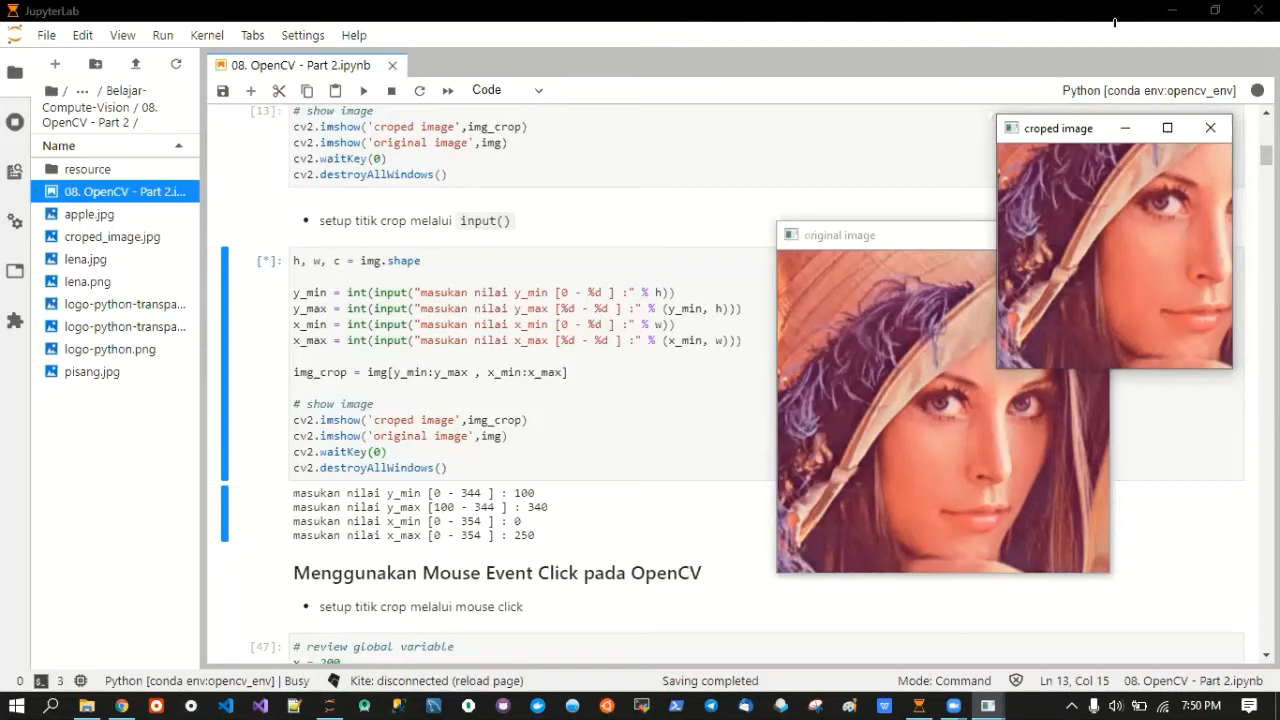 JupyterLab
File Edit View Run Kernel Tabs Settings Help
08. OpenCV - Part 2.ipynb
/ ... / Belajar-
Compute-Vision / 08.
OpenCV - Part 2 /
Code
Python [conda env:opencv_env]
Name
resource
08. OpenCV - Part 2.i...
apple.jpg
croped_image.jpg
lena.jpg
lena.png
logo-python-transpa...
logo-python-transpa...
logo-python.png
pisang.jpg
[13]:
# show image
cv2.imshow('croped image',img_crop)
cv2.imshow('original image',img)
cv2.waitKey(0)
cv2.destroyAllWindows()
• setup titik crop melalui input()
[*]:
h, w, c = img.shape
y_min = int(input("masukan nilai y_min [0 - %d ] :" % h))
y_max = int(input("masukan nilai y_max [%d - %d ] :" % (y_min, h)))
x_min = int(input("masukan nilai x_min [0 - %d ] :" % w))
x_max = int(input("masukan nilai x_max [%d - %d ] :" % (x_min, w)))
img_crop = img[y_min:y_max , x_min:x_max]
# show image
cv2.imshow('croped image',img_crop)
cv2.imshow('original image',img)
cv2.waitKey(0)
cv2.destroyAllWindows()
masukan nilai y_min [0 - 344 ] : 100
masukan nilai y_max [100 - 344 ] : 340
masukan nilai x_min [0 - 354 ] : 0
masukan nilai x_max [0 - 354 ] : 250
Menggunakan Mouse Event Click pada OpenCV
• setup titik crop melalui mouse click
[47]:
# review global variable
x = 200
croped image
original image
0 3 Python [conda env:opencv_env] | Busy Kite: disconnected (reload page) Saving completed Mode: Command Ln 13, Col 15 08. OpenCV - Part 2.ipynb
7:50 PM